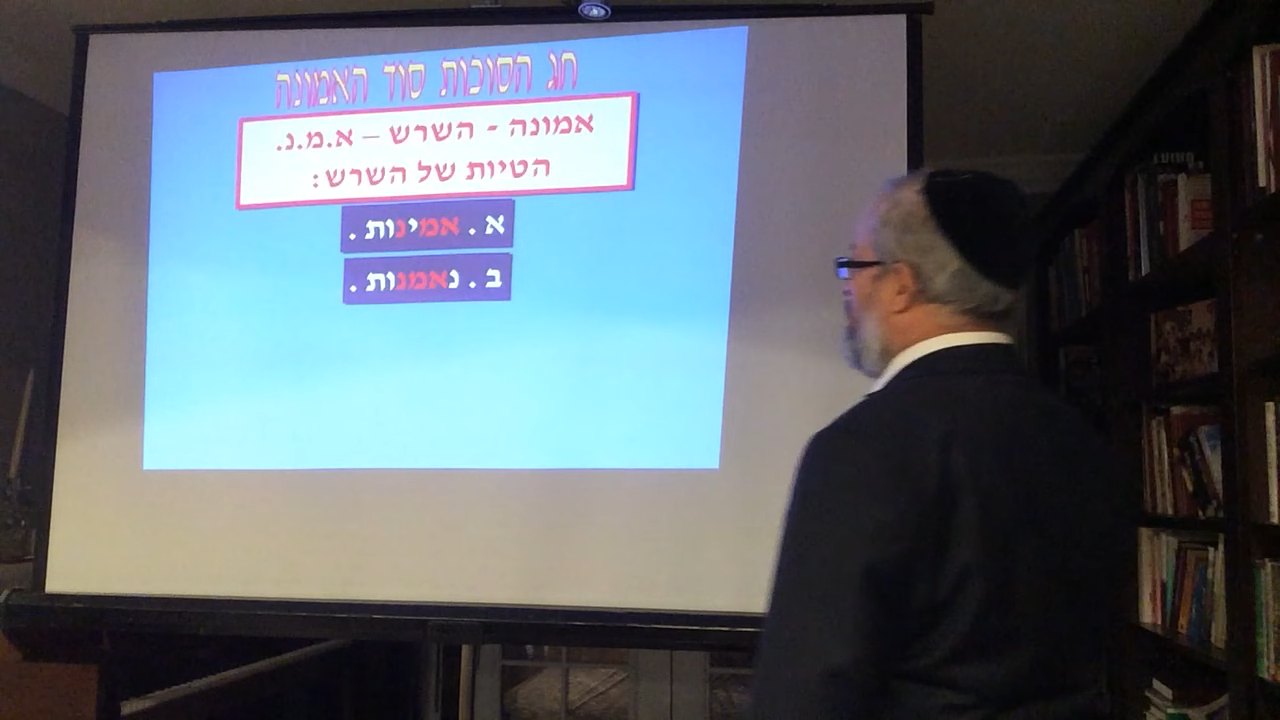 חג הסוכות סוד האמונה
אמונה - השרש – א.מ.נ.
הטיות של השרש:
א . אמינות .
ב . נאמנות .